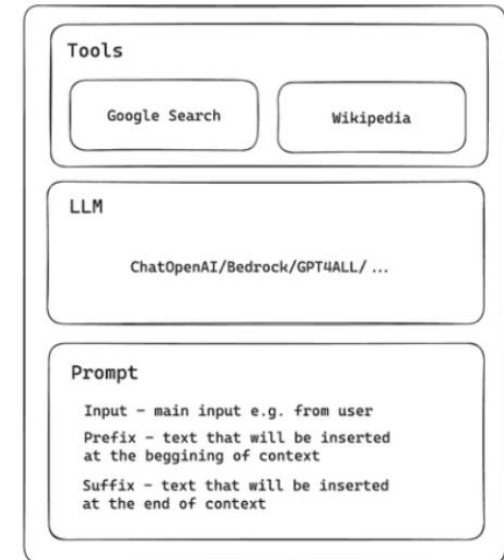 Tools
Google Search
Wikipedia
LLM
ChatOpenAI/Bedrock/GPT4ALL/ ...
Prompt
Input - main input e.g. from user
Prefix - text that will be inserted
at the beggining of context
Suffix - text that will be inserted
at the end of context